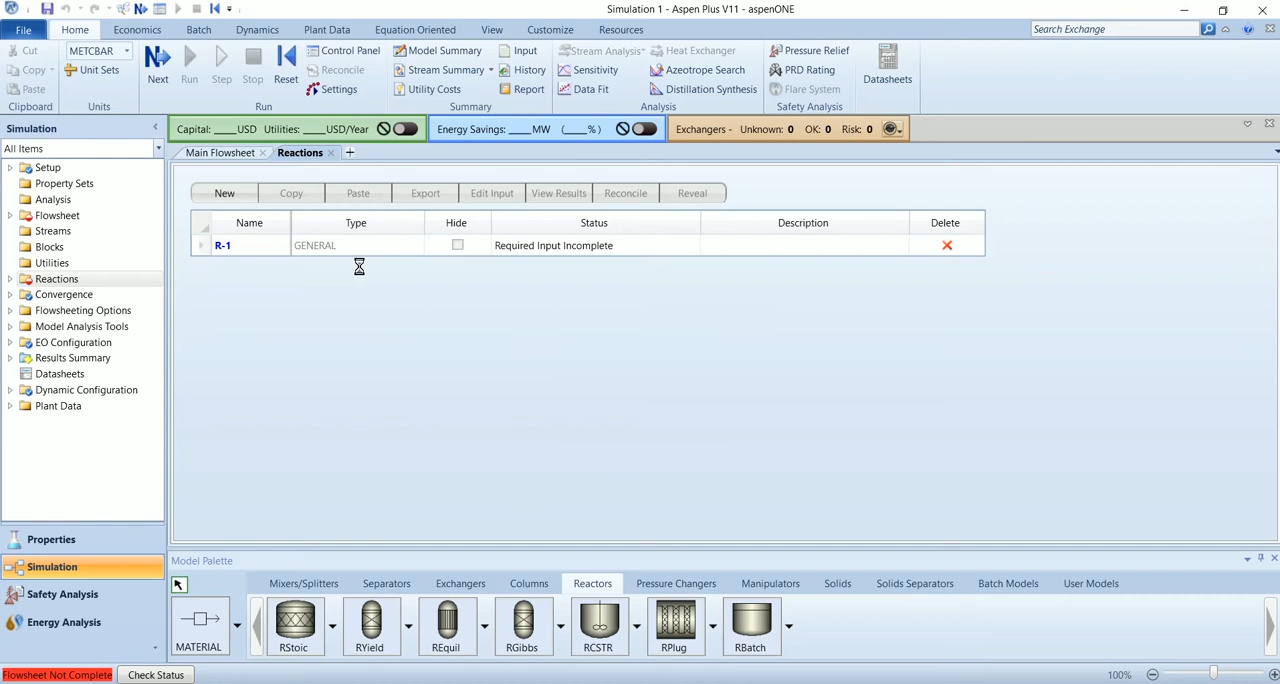 Simulation 1 - Aspen Plus V11 - aspenONE
File Home Economics Batch Dynamics Plant Data Equation Oriented View Customize Resources Search Exchange
Cut METCBAR Control Panel Model Summary Input Stream Analysis Heat Exchanger Pressure Relief
Copy Unit Sets Next Run Step Stop Reset Reconcile Stream Summary History Sensitivity Azeotrope Search PRD Rating Datasheets
Paste Settings Utility Costs Report Data Fit Distillation Synthesis Flare System
Clipboard Units Run Summary Analysis Safety Analysis
Simulation Capital: ____USD Utilities: ____USD/Year Energy Savings: ____MW (____%) Exchangers - Unknown: 0 OK: 0 Risk: 0
All Items Main Flowsheet Reactions
Setup
Property Sets
Analysis
Flowsheet
Streams
Blocks
Utilities
Reactions
Convergence
Flowsheeting Options
Model Analysis Tools
EO Configuration
Results Summary
Datasheets
Dynamic Configuration
Plant Data
New Copy Paste Export Edit Input View Results Reconcile Reveal
Name Type Hide Status Description Delete
R-1 GENERAL Required Input Incomplete
Properties
Simulation
Safety Analysis
Energy Analysis
Model Palette
Mixers/Splitters Separators Exchangers Columns Reactors Pressure Changers Manipulators Solids Solids Separators Batch Models User Models
MATERIAL RStoic RYield REquil RGibbs RCSTR RPlug RBatch
Flowsheet Not Complete Check Status 100%